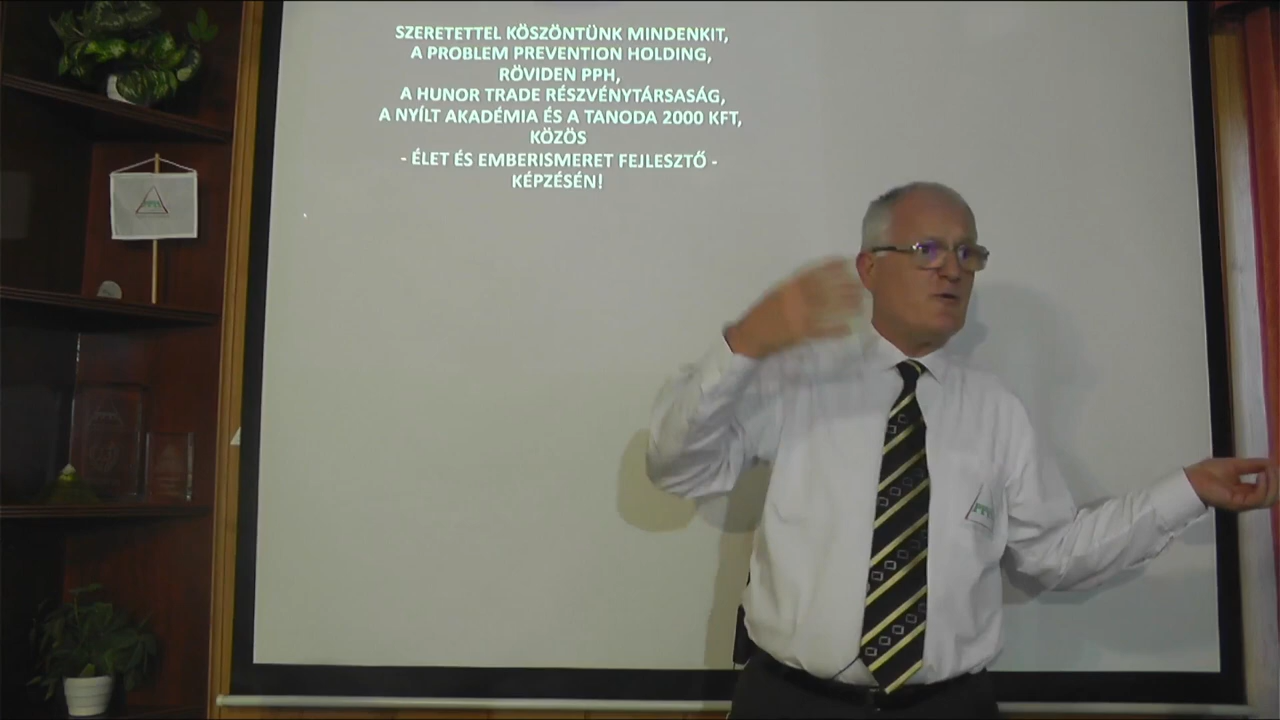 SZERETETTEL KÖSZÖNTÜNK MINDENKIT,
A PROBLEM PREVENTION HOLDING,
RÖVIDEN PPH,
A HUNOR TRADE RÉSZVÉNYTÁRSASÁG,
A NYÍLT AKADÉMIA ÉS A TANODA 2000 KFT,
KÖZÖS
- ÉLET ÉS EMBERISMERET FEJLESZTŐ -
KÉPZÉSÉN!